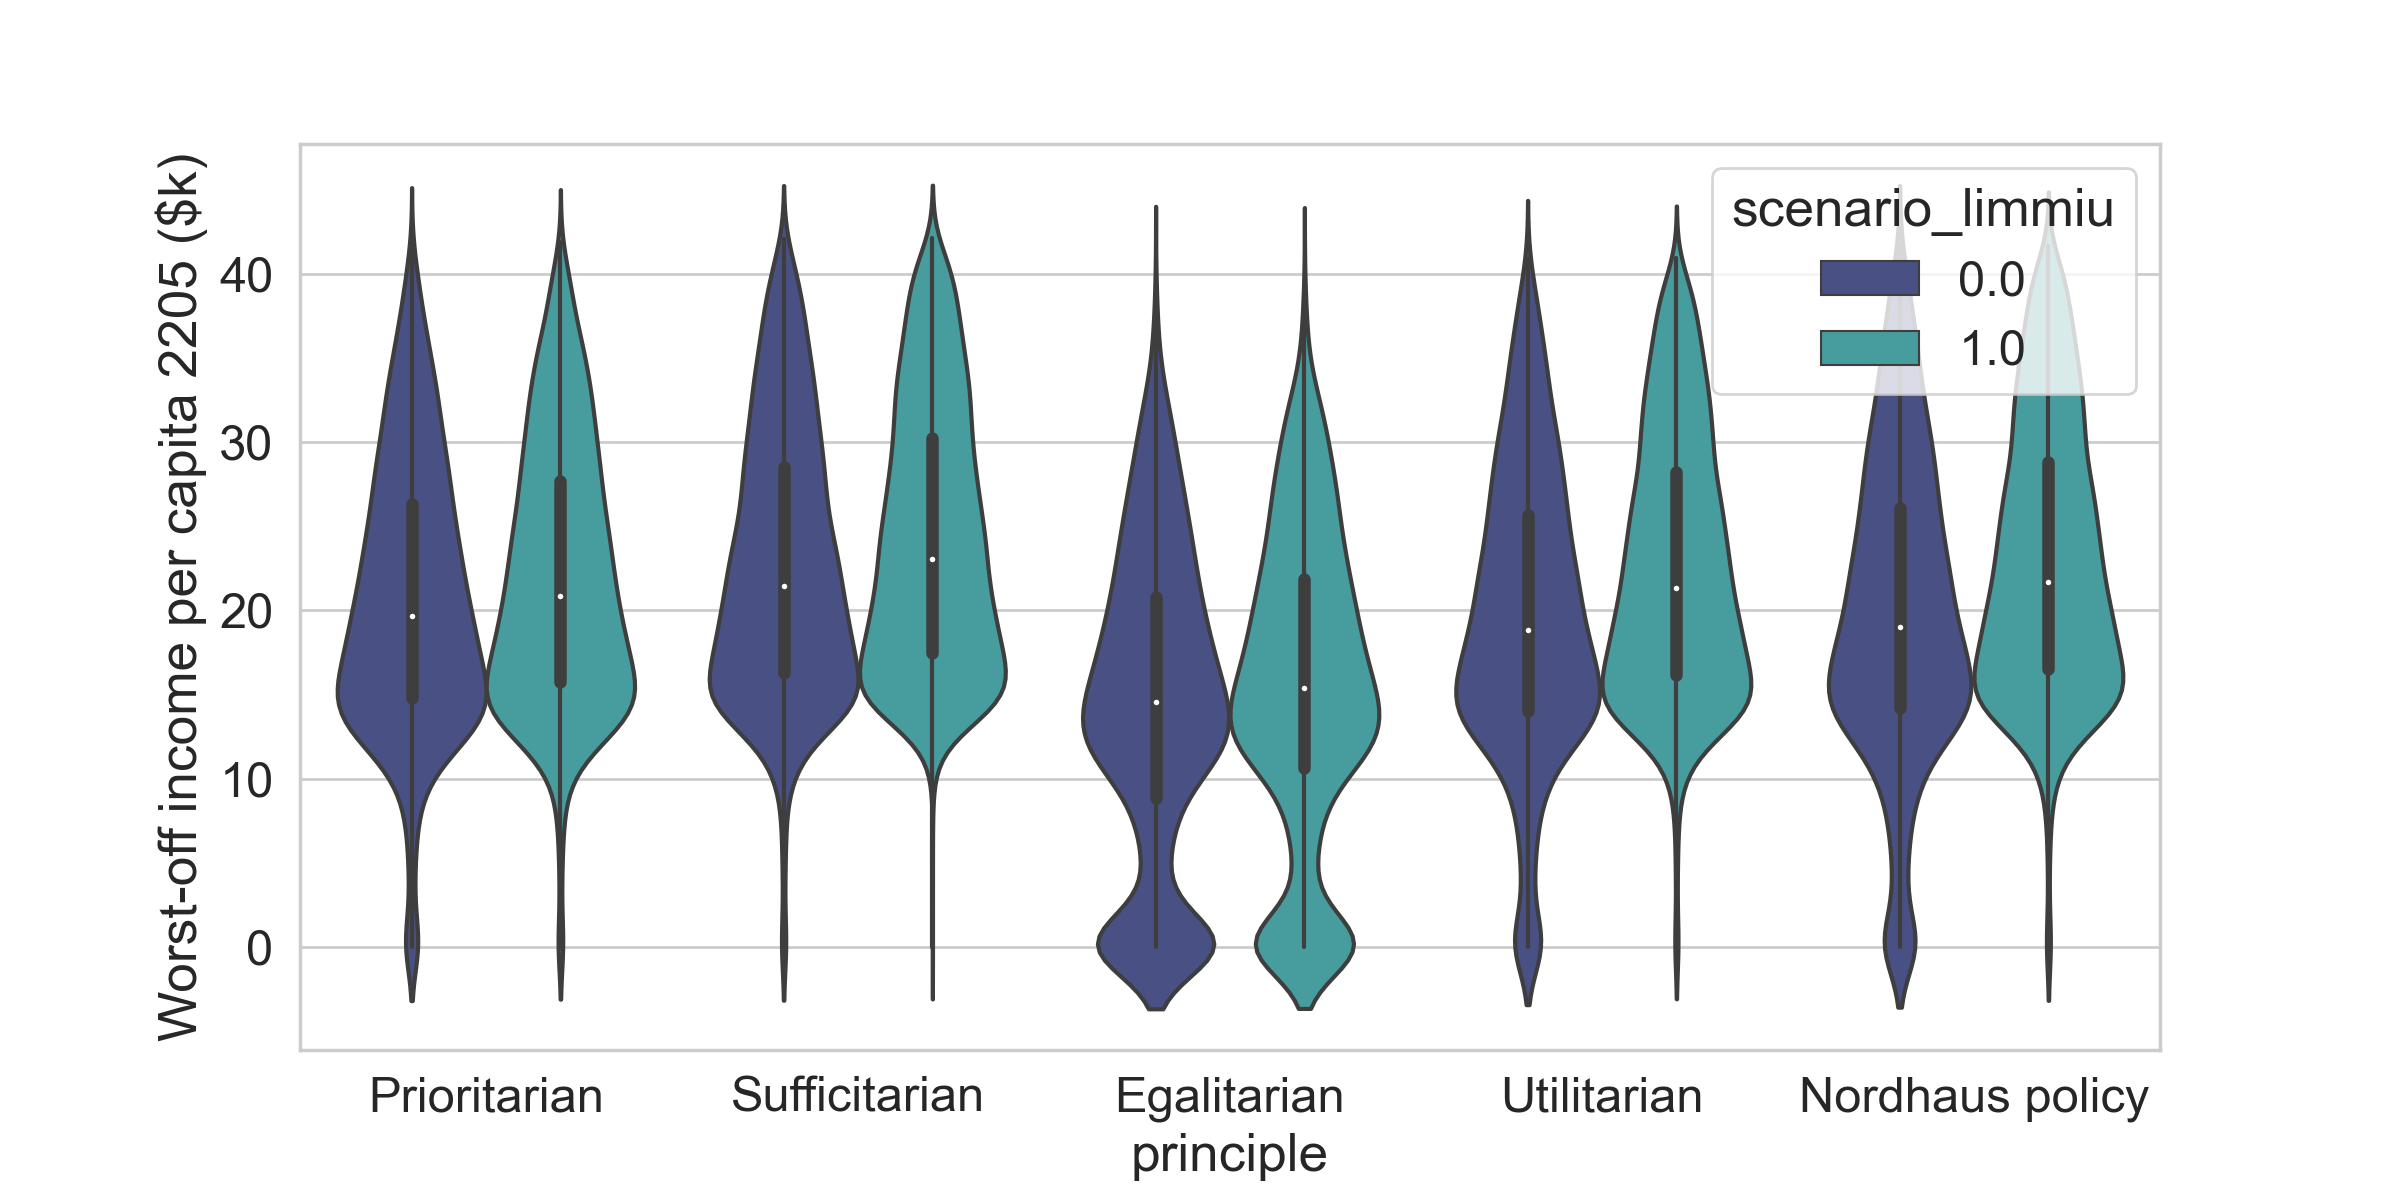 Worst-off income per capita 2205 ($k)
40
30
20
10
0
scenario_limmiu
0.0
1.0
Prioritarian
Sufficitarian
Egalitarian
Utilitarian
Nordhaus policy
principle